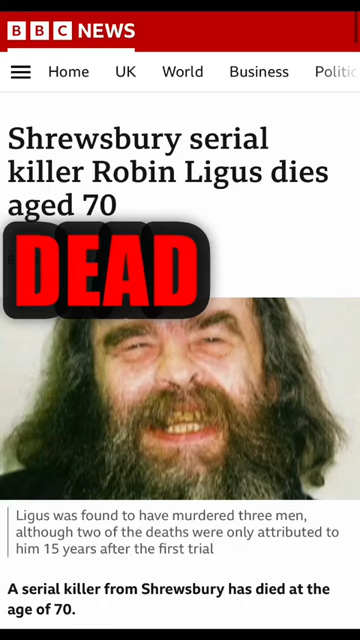 BBC NEWS
Home UK World Business Politic
Shrewsbury serial
killer Robin Ligus dies
aged 70
DEAD
Ligus was found to have murdered three men,
although two of the deaths were only attributed to
him 15 years after the first trial
A serial killer from Shrewsbury has died at the
age of 70.